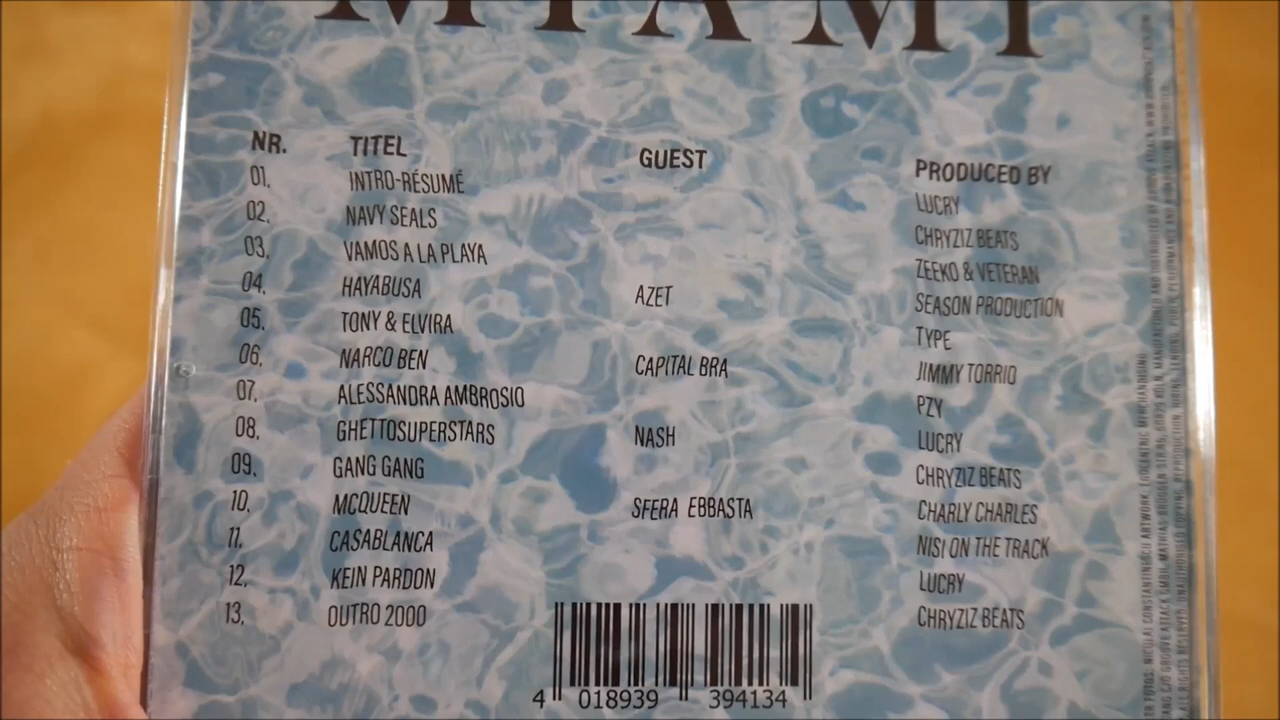 MIAMI
NR. TITEL GUEST PRODUCED BY
01. INTRO-RÉSUMÉ LUCRY
02. NAVY SEALS CHRYZIZ BEATS
03. VAMOS A LA PLAYA ZEEKO & VETERAN
04. HAYABUSA AZET SEASON PRODUCTION
05. TONY & ELVIRA TYPE
06. NARCO BEN CAPITAL BRA JIMMY TORRIO
07. ALESSANDRA AMBROSIO PZY
08. GHETTOSUPERSTARS NASH LUCRY
09. GANG GANG CHRYZIZ BEATS
10. MCQUEEN SFERA EBBASTA CHARLY CHARLES
11. CASABLANCA NISI ON THE TRACK
12. KEIN PARDON LUCRY
13. OUTRO 2000 CHRYZIZ BEATS
4 018939 394134